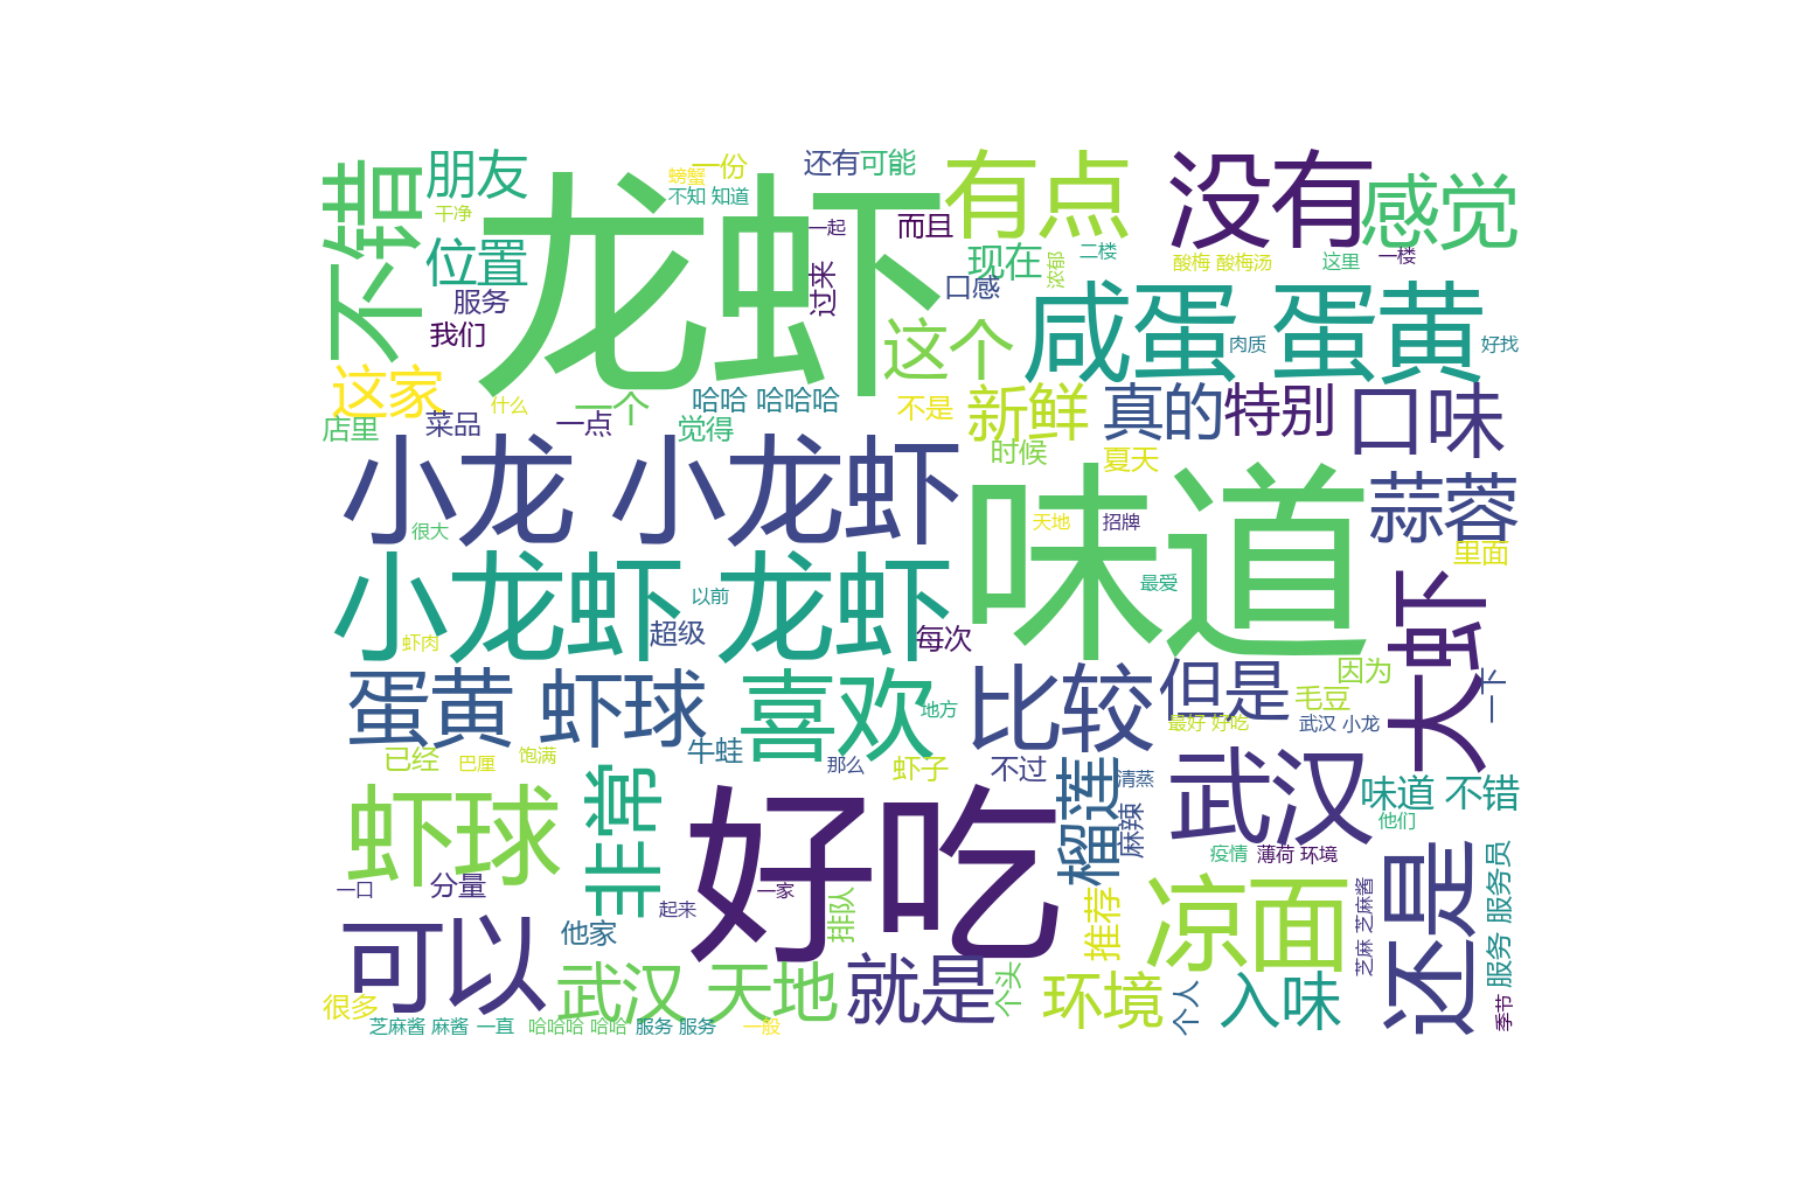 不错
朋友
螃蟹
一份
不知 知道
还有
可能
有点
没有
感觉
干净
龙虾
一起
而且
位置
现在
浓郁
二楼
酸梅 酸梅汤
这里
一楼
服务
过来
口感
我们
这个
咸蛋 蛋黄
肉质
好找
这家
什么
一个
哈哈 哈哈哈
不是
新鲜
真的
特别
口味
店里
菜品
一点
觉得
时候
夏天
小龙 小龙虾
味道
蒜蓉
很大
天地
招牌
里面
小龙虾 龙虾
以前
最爱
大虾
虾肉
超级
每次
蛋黄 虾球
喜欢
地方
比较
但是
因为
毛豆
一下
最好 好吃
武汉 小龙
已经
巴厘
饱满
牛蛙
那么
虾子
不过
榴莲
清蒸
武汉
味道 不错
虾球
非常
好吃
麻辣
他们
疫情
薄荷
环境
一口
分量
起来
一家
排队
推荐
凉面
芝麻 芝麻酱
还是
服务 服务员
可以
他家
武汉 天地
就是
个头
环境
个人
入味
季节
很多
芝麻酱 麻酱
一直
哈哈哈 哈哈
服务 服务
一般